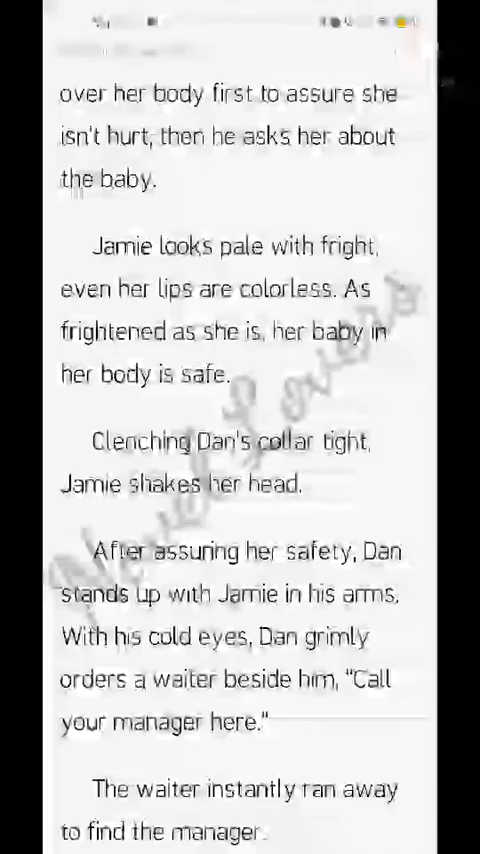 over her body first to assure she
isn't hurt, then he asks her about
the baby.
Jamie looks pale with fright,
even her lips are colorless. As
frightened as she is, her baby in
her body is safe.
Clenching Dan's collar tight,
Jamie shakes her head.
After assuring her safety, Dan
stands up with Jamie in his arms.
With his cold eyes, Dan grimly
orders a waiter beside him, "Call
your manager here."
The waiter instantly ran away
to find the manager.
Novel Lovers